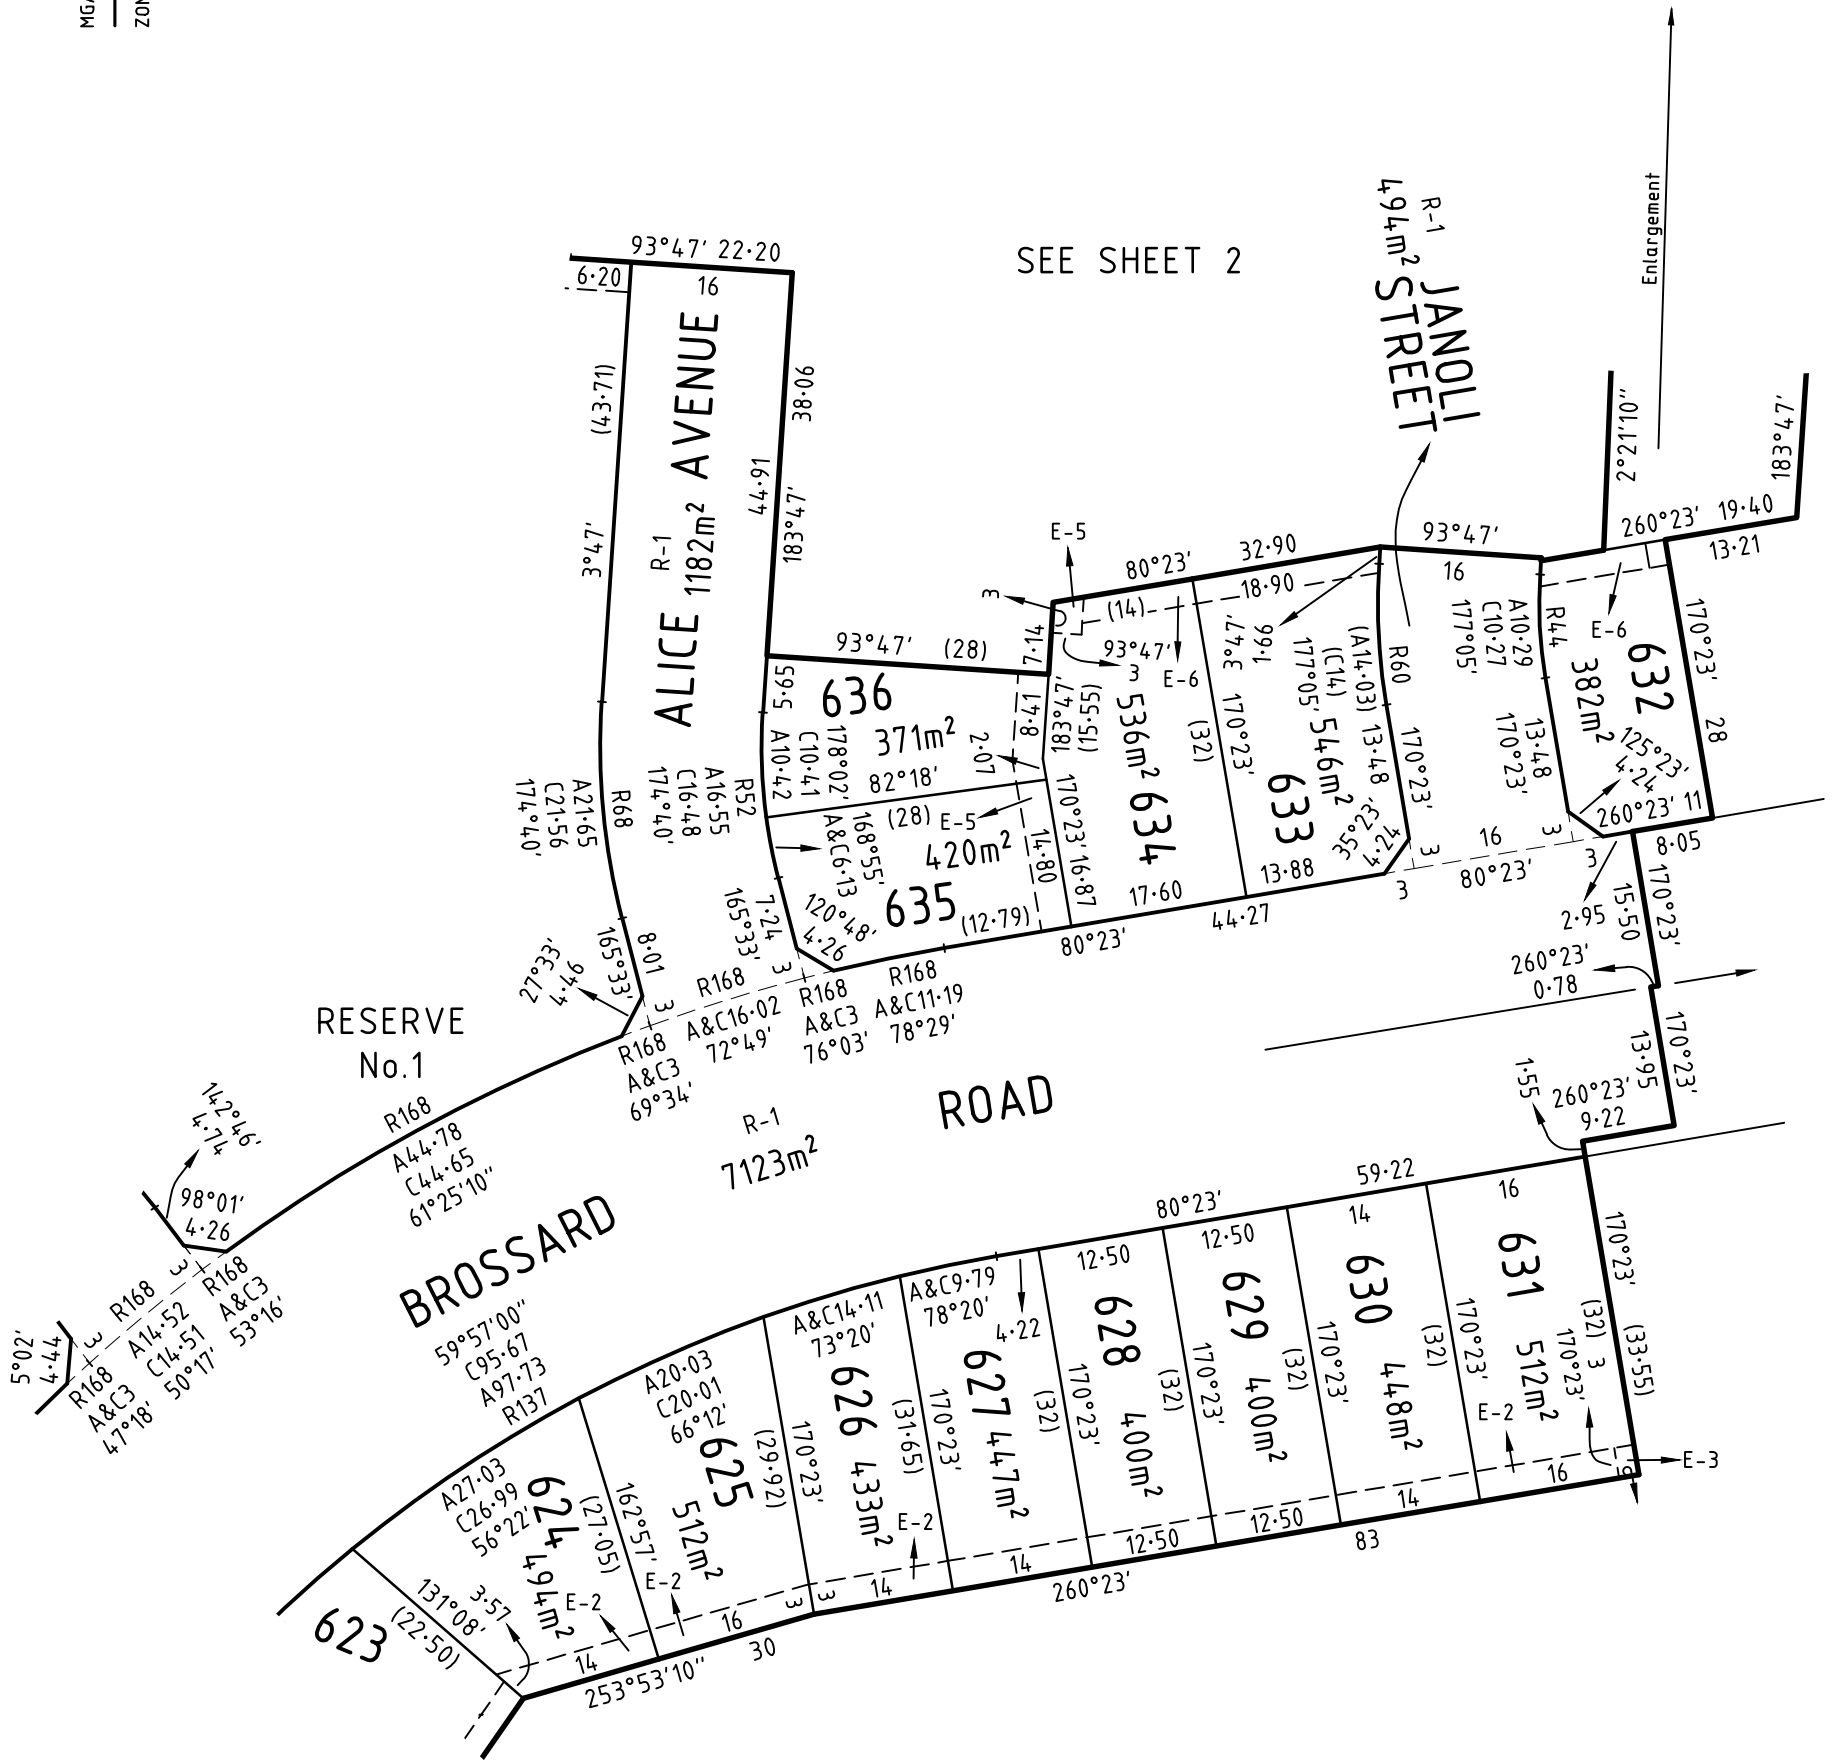 MGA
ZON
SEE SHEET 2
Enlargement
93°47' 22·20
6·20
16
(43·71)
3°47'
ALICE AVENUE
R-1
1182m²
38·06
44·91
183°47'
R-1
494m²
JANOLI
STREET
2°21'10"
183°47'
260°23' 19·40
13·21
E-5
80°23' 32·90
93°47'
16
3
(14)
18·90
7·14
93°47' (28)
93°47'
3
E-6
3°47'
1·96
177°05'
(C14)
(A14·03)
R60
13·48
170°23'
177°05'
C10·27
A10·29
R44
E-6
632
382m²
170°23'
28
13·48
170°23'
125°23'
4·24
260°23' 11
8·05
5·65
636
371m²
8·41
183°47'
(15·55)
536m²
634
(32)
170°23'
546m²
633
A10·42
C10·41
178°02'
2·07
82°18'
(28)
E-5
168°55'
A&C6·13
420m²
635
(12·79)
14·80
170°23' 16·87
17·60
13·88
35°23'
4·24
3
3
16
80°23'
3
3
2·95
44·27
80°23'
15·50
170°23'
260°23'
0·78
R68
A21·65
C21·56
174°40'
R52
A16·55
C16·48
174°40'
7·24
165°33'
120°48'
4·26
8·01
165°33'
27°33'
4·46
3
R168
A&C16·02
72°49'
3
R168
A&C3
76°03'
R168
A&C11·19
78°29'
R168
A&C3
69°34'
RESERVE
No.1
13·95
170°23'
1·55
260°23'
9·22
142°46'
4·74
98°01'
4·26
R168
A44·78
C44·65
61°25'10"
R-1
7123m²
BROSSARD ROAD
3
R168
A&C3
53°16'
R168
A14·52
C14·51
50°17'
3
5°02'
4·44
R168
A&C3
47°18'
59°57'00"
C95·67
A97·73
R137
80°23' 59·22
A27·03
C26·99
56°22'
A20·03
C20·01
66°12'
A&C14·11
73°20'
A&C9·79
78°20'
4·22
12·50
12·50
14
16
623
131°08'
(22·50)
3·57
624
494m²
(27·05)
162°57'
E-2
625
512m²
(29·92)
170°23'
E-2
626
433m²
(31·65)
170°23'
E-2
627
447m²
(32)
170°23'
628
400m²
(32)
170°23'
629
400m²
(32)
170°23'
630
448m²
(32)
170°23'
E-2
631
512m²
(32)
170°23'
3
170°23'
(33·55)
E-3
14
16
3
3
14
14
12·50
12·50
14
16
253°53'10"
30
260°23'
83